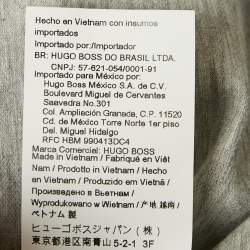 Hecho en Vietnam con insumos
importados
Importado por:/Importador
BR: HUGO BOSS DO BRASIL LTDA.
CNPJ: 57-621-054/0001-91
Importado para México por:
Hugo Boss México S.A. de C.V.
Boulevard Miguel de Cervantes
Saavedra No.301
Col. Ampliación Granada, C.P. 11520
Cd. de México Torre Norte 1er piso
Del. Miguel Hidalgo
RFC HBM 990413DC4
Marca Comercial: HUGO BOSS
Made in Vietnam / Fabriqué en Viêt
Nam / Prodotto in Vietnam / Hecho
en Vietnam / Produzido em Vietnã /
Произведено в Вьетнам /
Wyprodukowano w Wietnam / 产地 越南 /
ベトナム 製
ヒューゴボスジャパン (株)
東京都港区南青山 5-2-1 3F